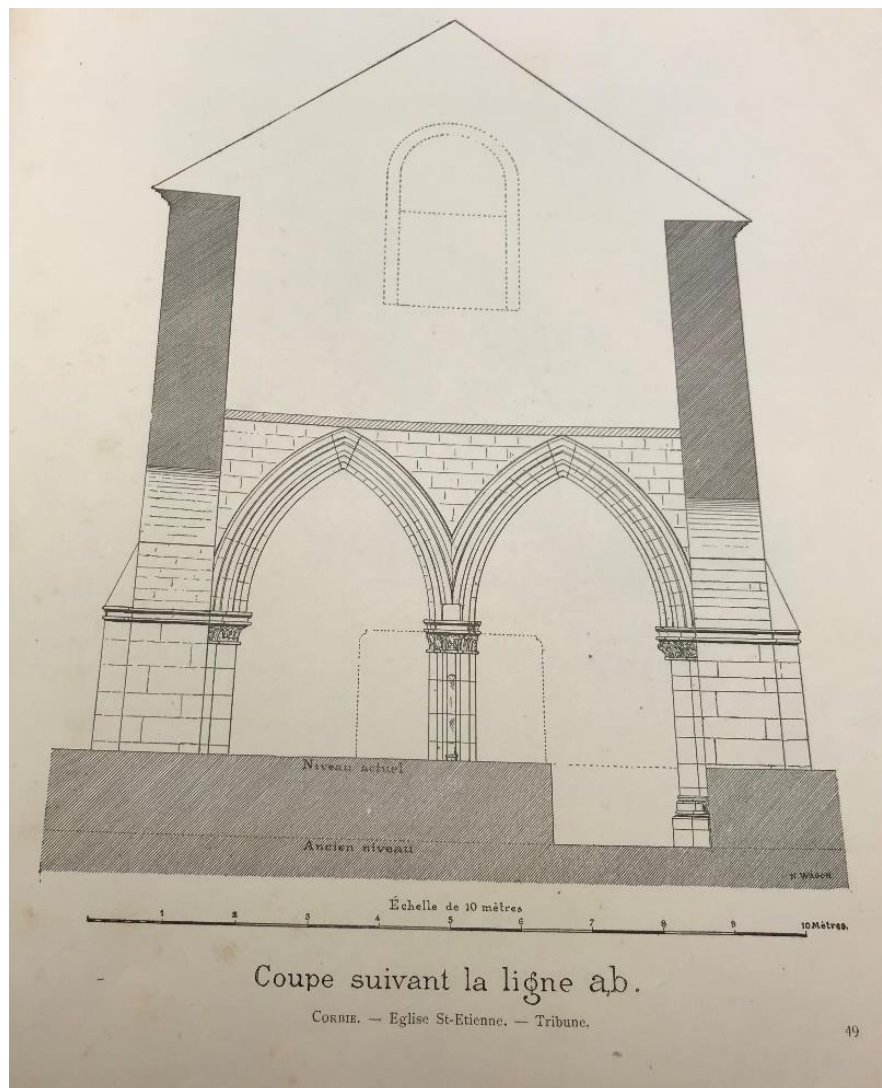 Niveau actuel
Ancien niveau
N WAGON
Échelle de 10 mètres
1 2 3 4 5 6 7 8 9 10 Mètres.
Coupe suivant la ligne a,b.
CORBIE. — Eglise St-Etienne. — Tribune.
49